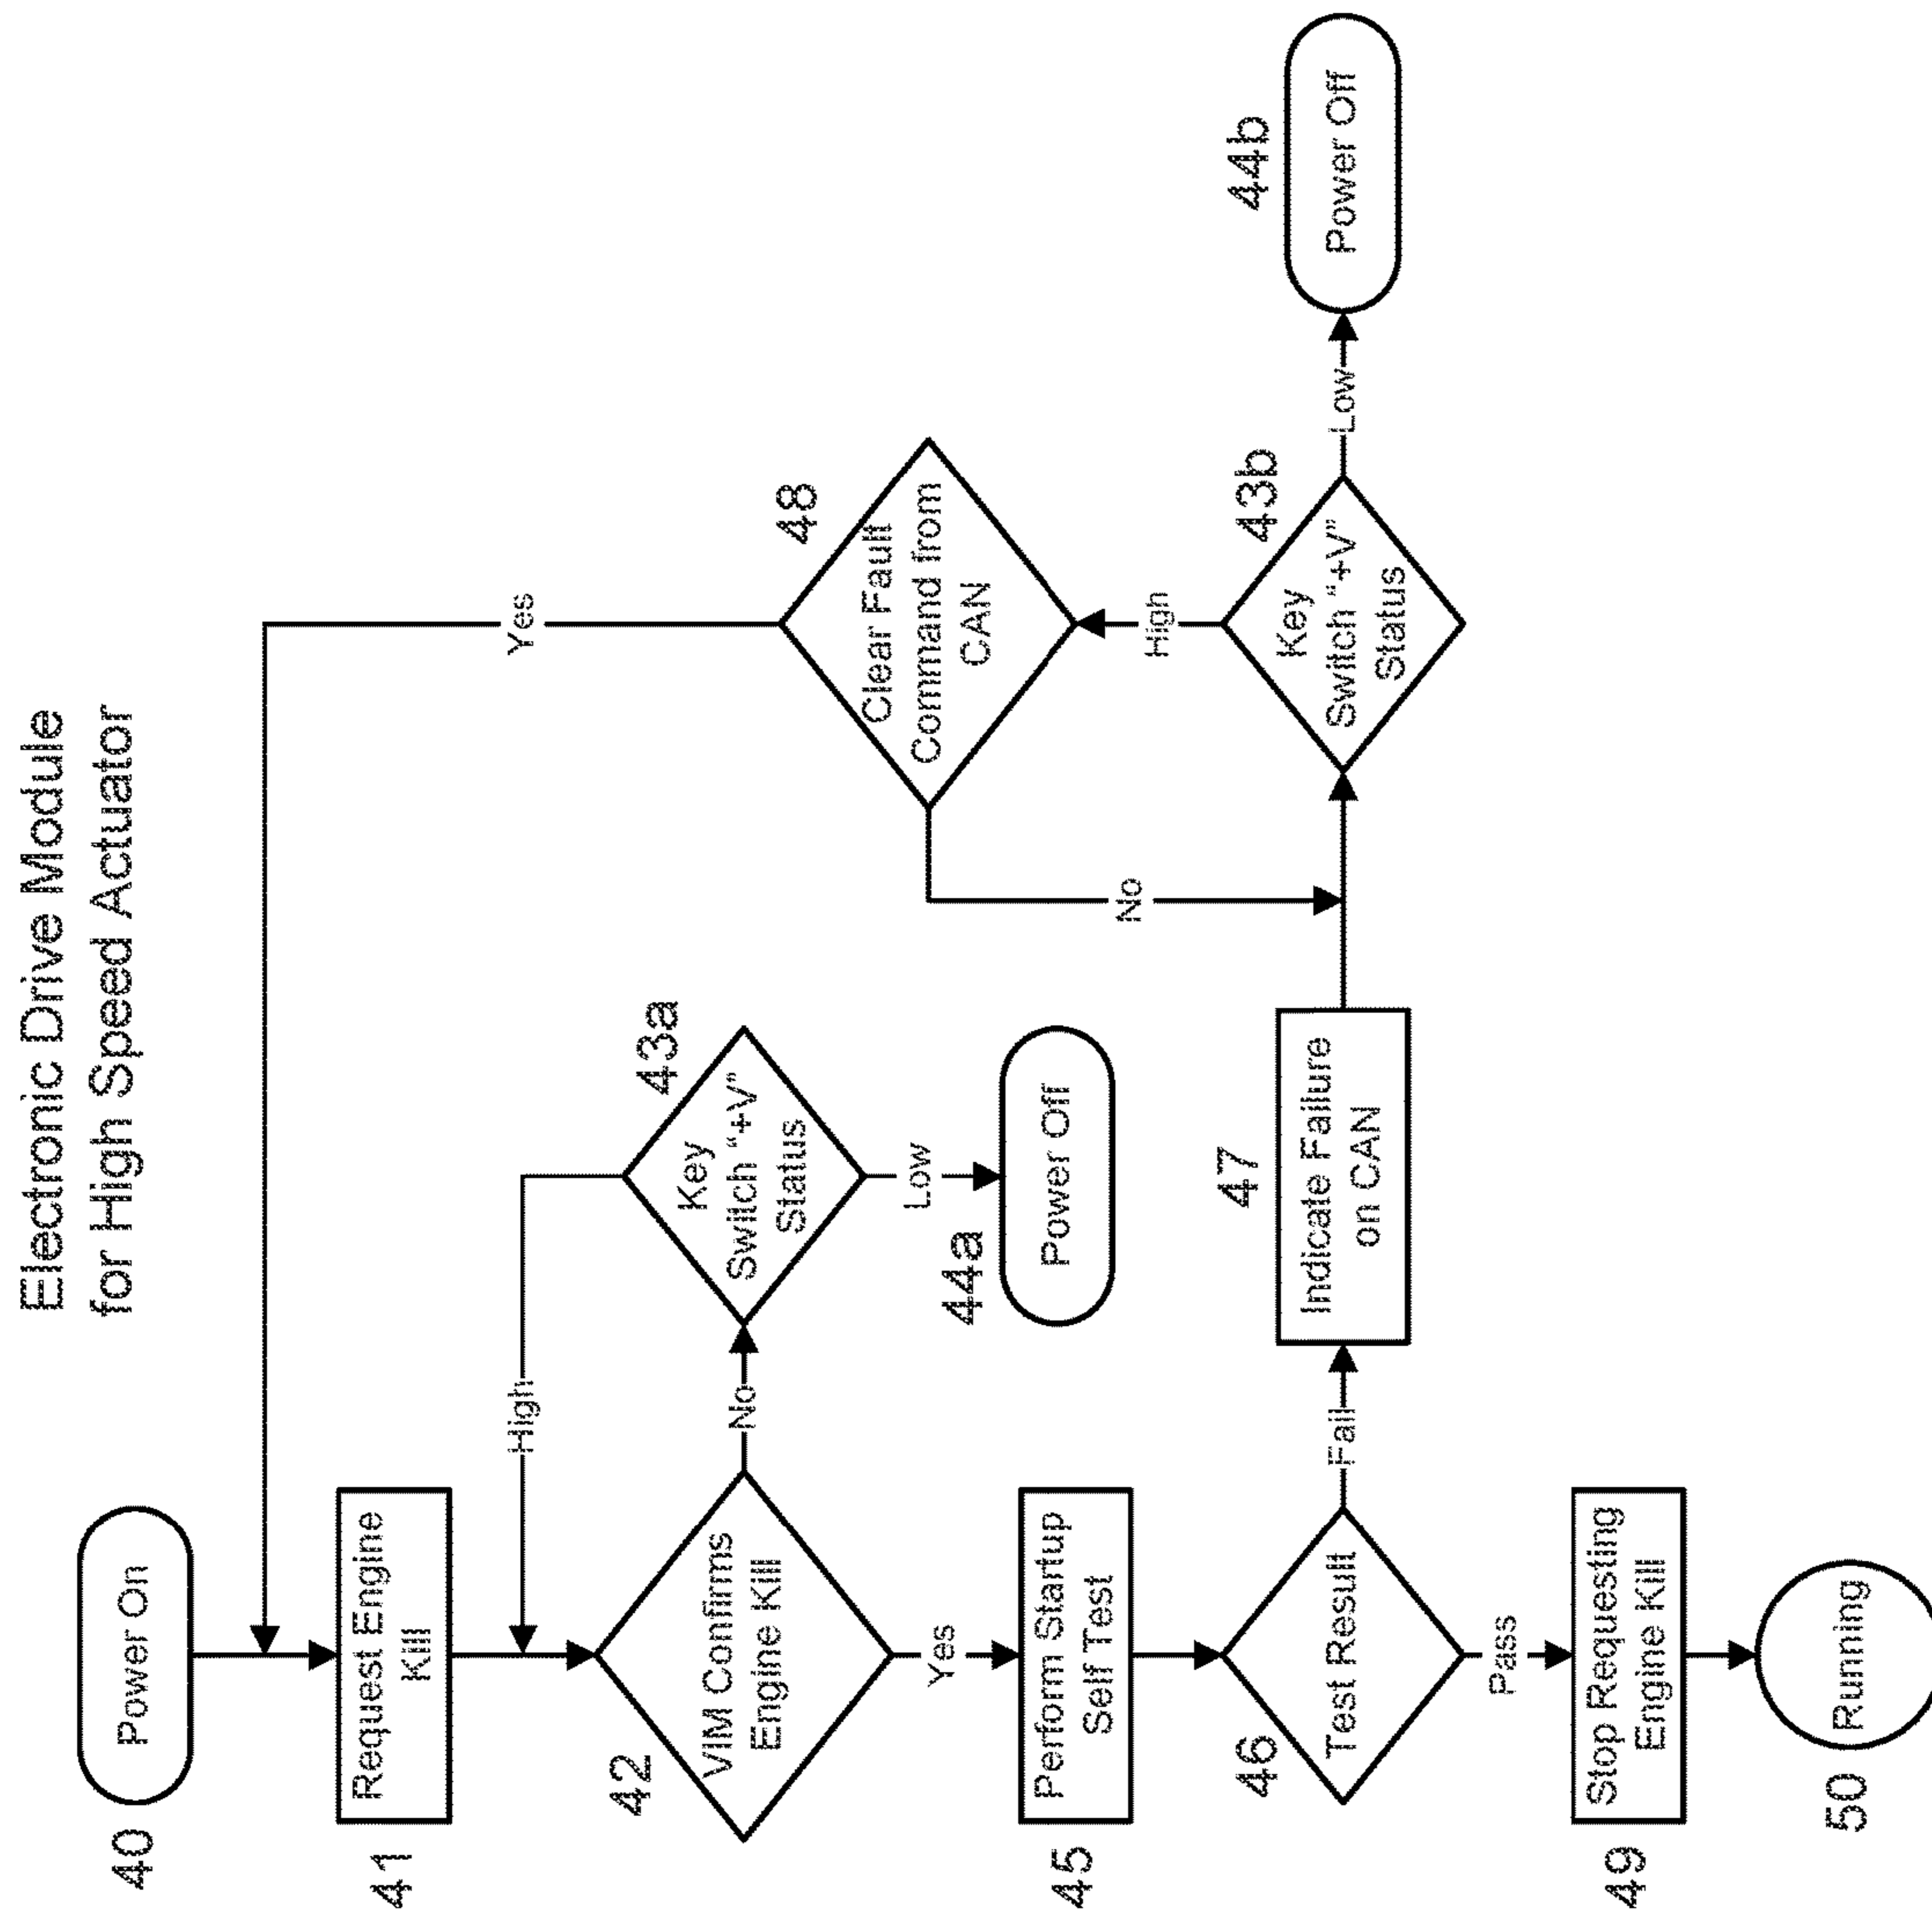 Electronic Drive Module
for High Speed Actuator
40
Power On
41
Request Engine
Kill
Yes
High
42
VIM Confirms
Engine Kill
No
43a
Key
Switch “+V”
Status
Low
44a
Power Off
Yes
45
Perform Startup
Self Test
46
Test Result
Fail
47
Indicate Failure
on CAN
No
48
Clear Fault
Command from
CAN
High
43b
Key
Switch “+V”
Status
Low
44b
Power Off
Pass
49
Stop Requesting
Engine Kill
50
Running